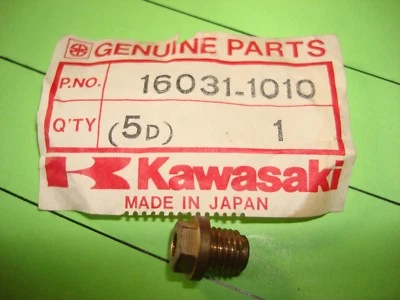 GENUINE PARTS
P.NO. 16031-1010
Q'TY (5D) 1
Kawasaki
MADE IN JAPAN